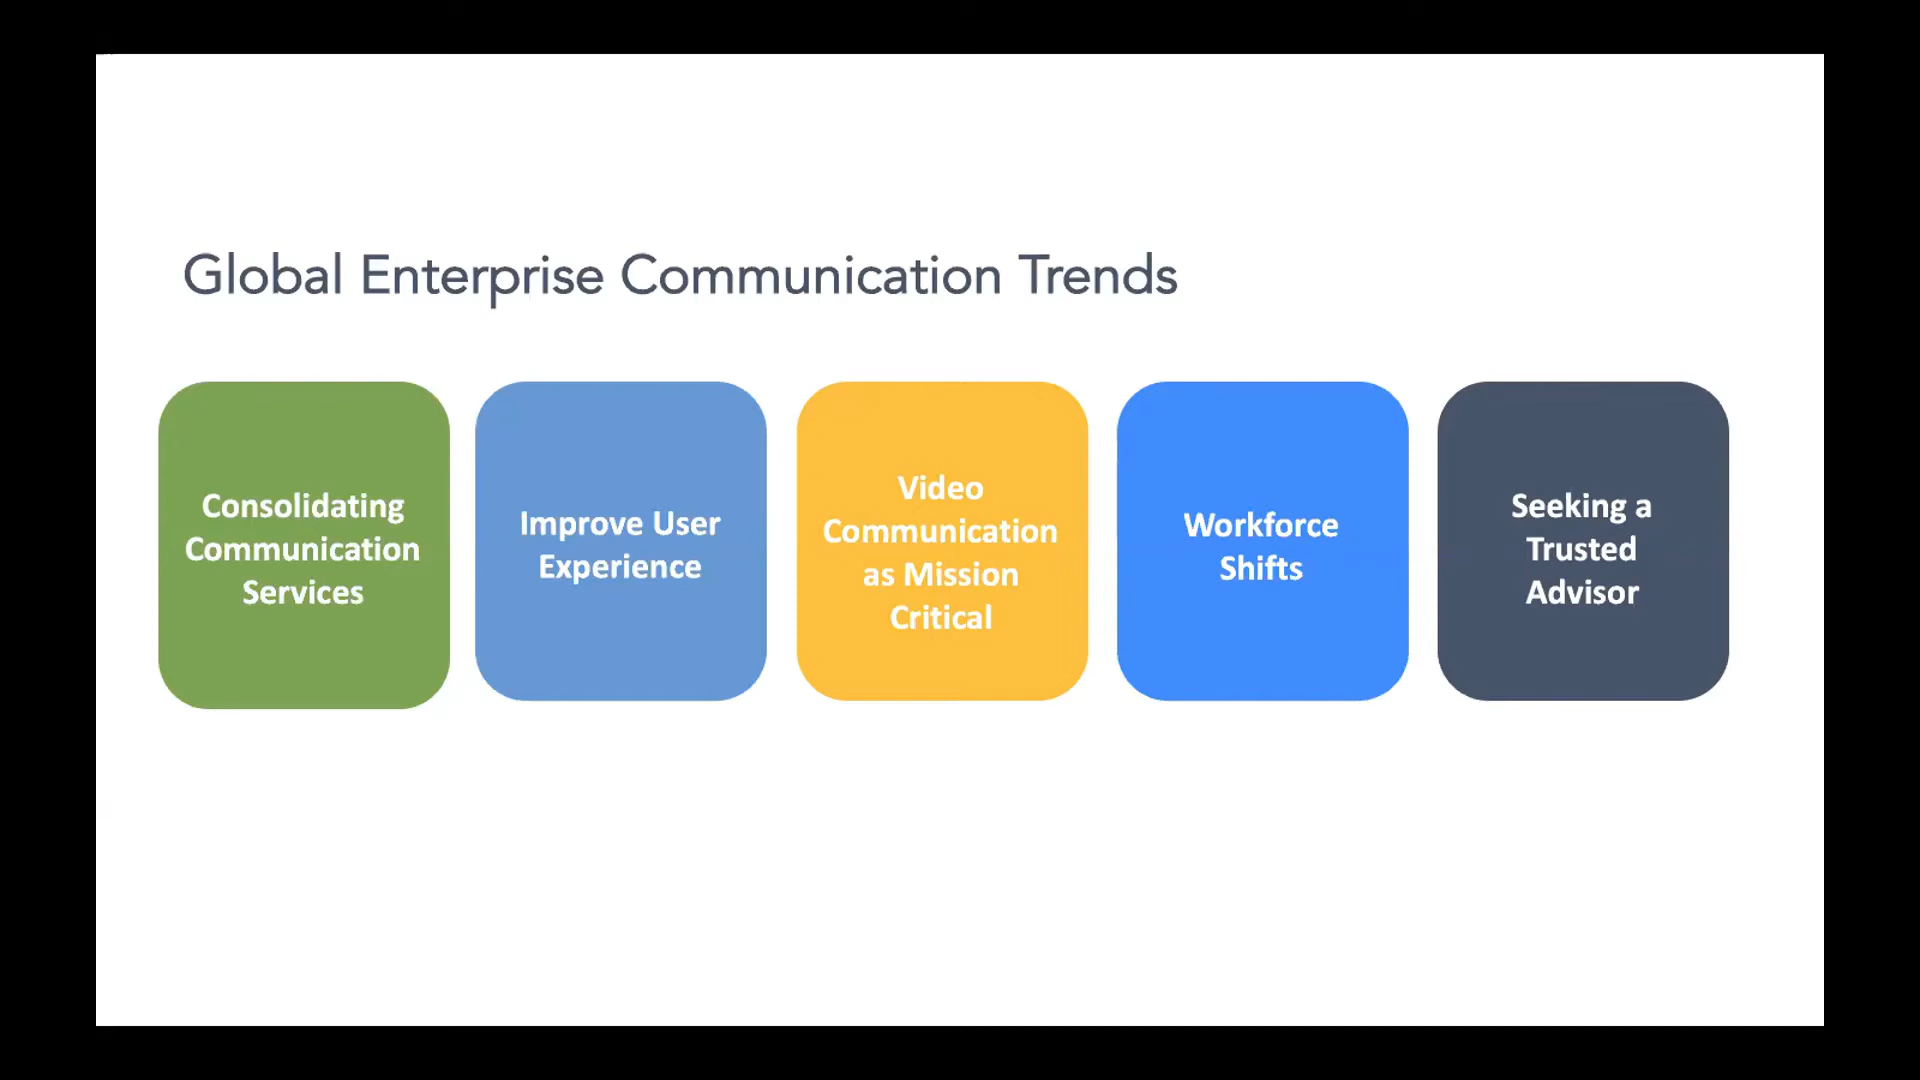 Global Enterprise Communication Trends
Consolidating
Communication
Services
Improve User
Experience
Video
Communication
as Mission
Critical
Workforce
Shifts
Seeking a
Trusted
Advisor